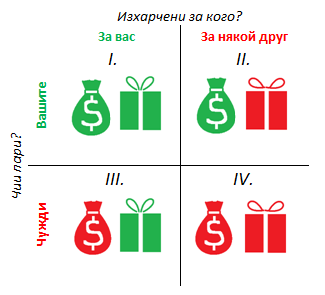 Изхарчени за кого?
За вас
За някой друг
I.
II.
Чии пари?
Вашите
$
$
III.
IV.
Чужди
$
$